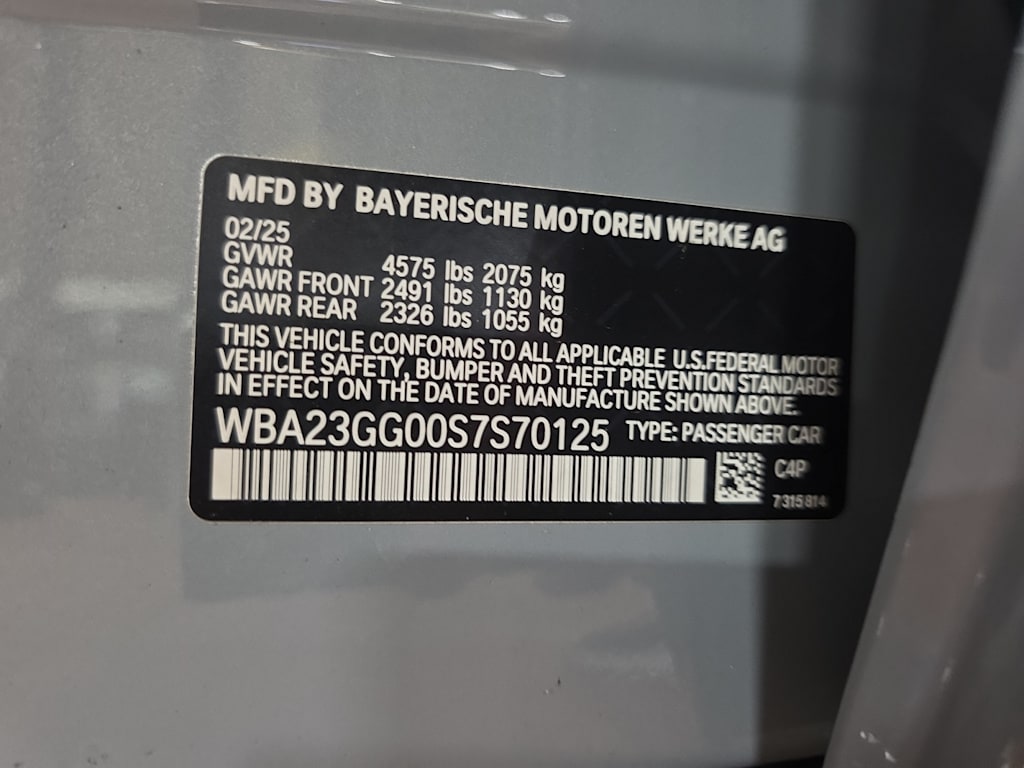 MFD BY BAYERISCHE MOTOREN WERKE AG
02/25
GVWR 4575 lbs 2075 kg
GAWR FRONT 2491 lbs 1130 kg
GAWR REAR 2326 lbs 1055 kg
THIS VEHICLE CONFORMS TO ALL APPLICABLE U.S.FEDERAL MOTOR
VEHICLE SAFETY, BUMPER AND THEFT PREVENTION STANDARDS
IN EFFECT ON THE DATE OF MANUFACTURE SHOWN ABOVE.
WBA23GG00S7S70125 TYPE: PASSENGER CAR
C4P
7315814